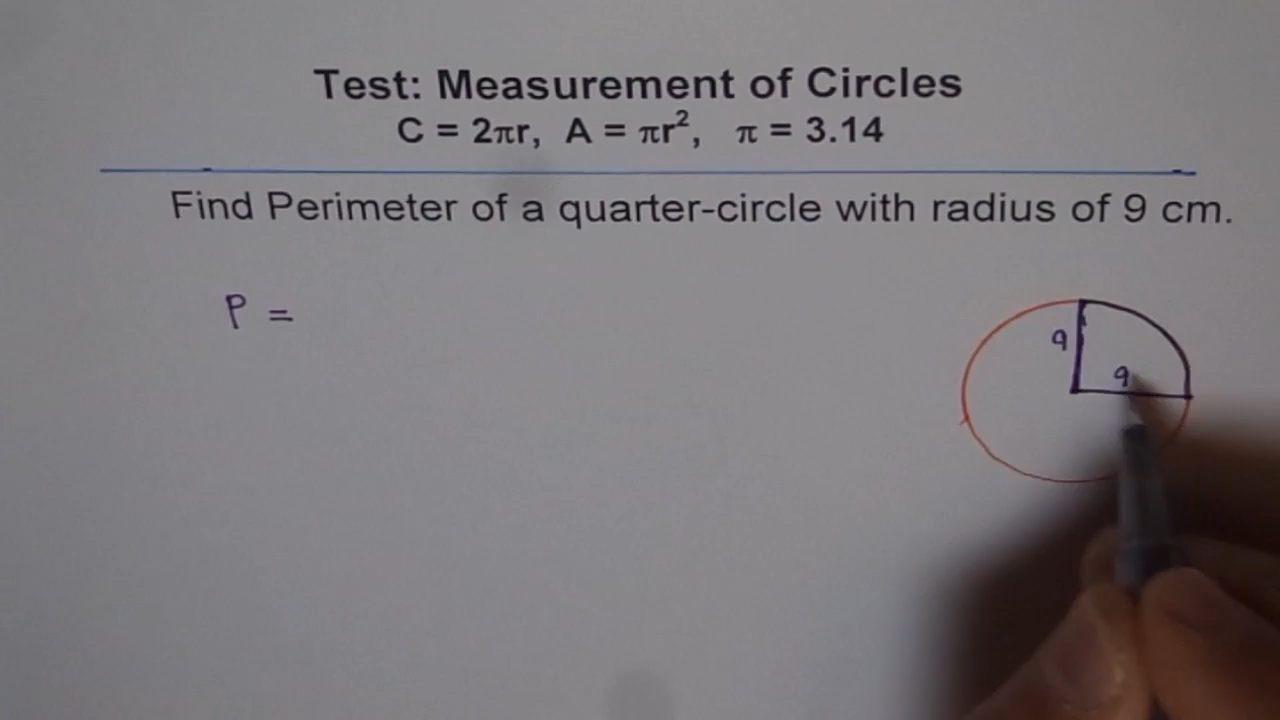 Test: Measurement of Circles
C = 2πr, A = πr², π = 3.14
Find Perimeter of a quarter-circle with radius of 9 cm.
P =
9
9